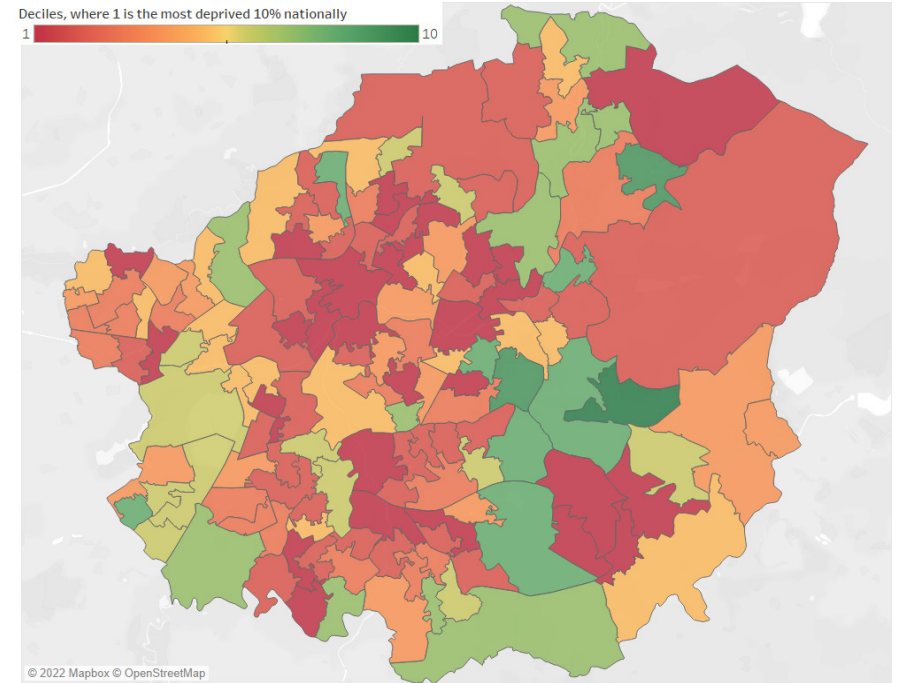 Deciles, where 1 is the most deprived 10% nationally
1 10
© 2022 Mapbox © OpenStreetMap